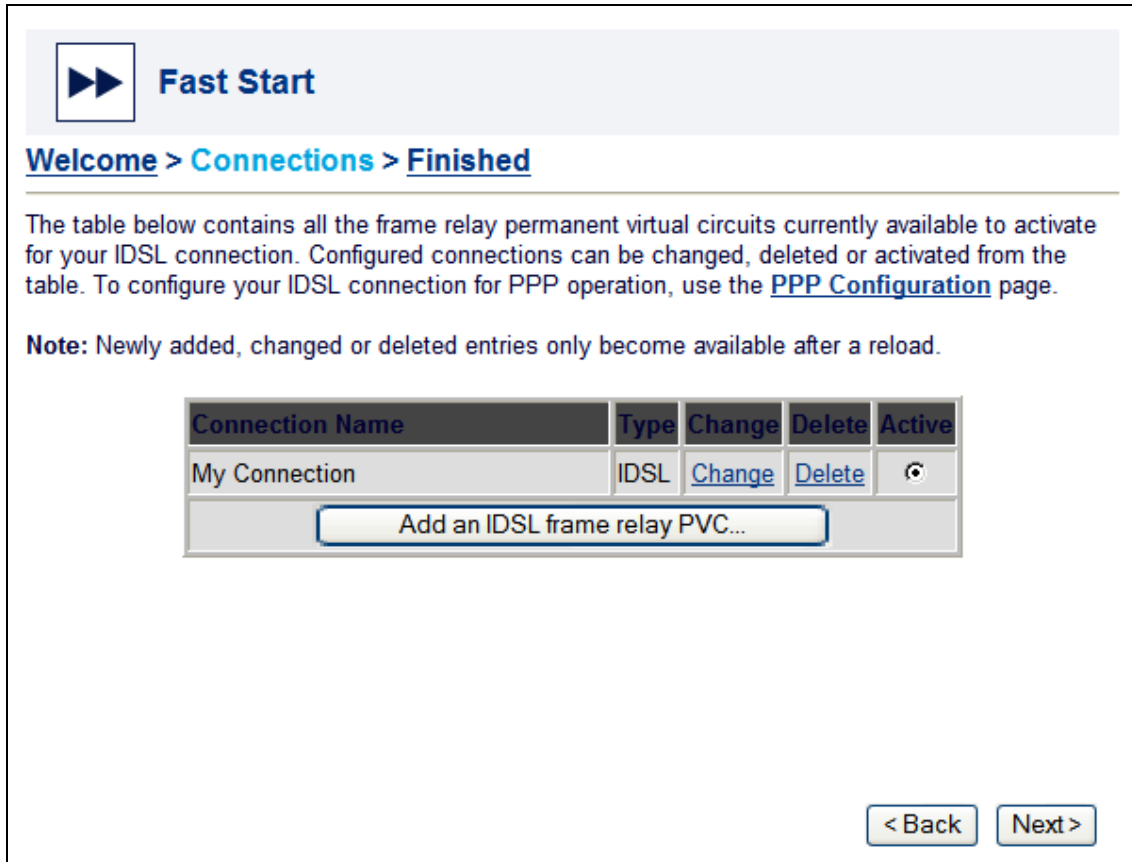 Fast Start
Welcome > Connections > Finished
The table below contains all the frame relay permanent virtual circuits currently available to activate
for your IDSL connection. Configured connections can be changed, deleted or activated from the
table. To configure your IDSL connection for PPP operation, use the PPP Configuration page.
Note: Newly added, changed or deleted entries only become available after a reload.
Connection Name Type Change Delete Active
My Connection IDSL Change Delete
Add an IDSL frame relay PVC...
< Back Next >